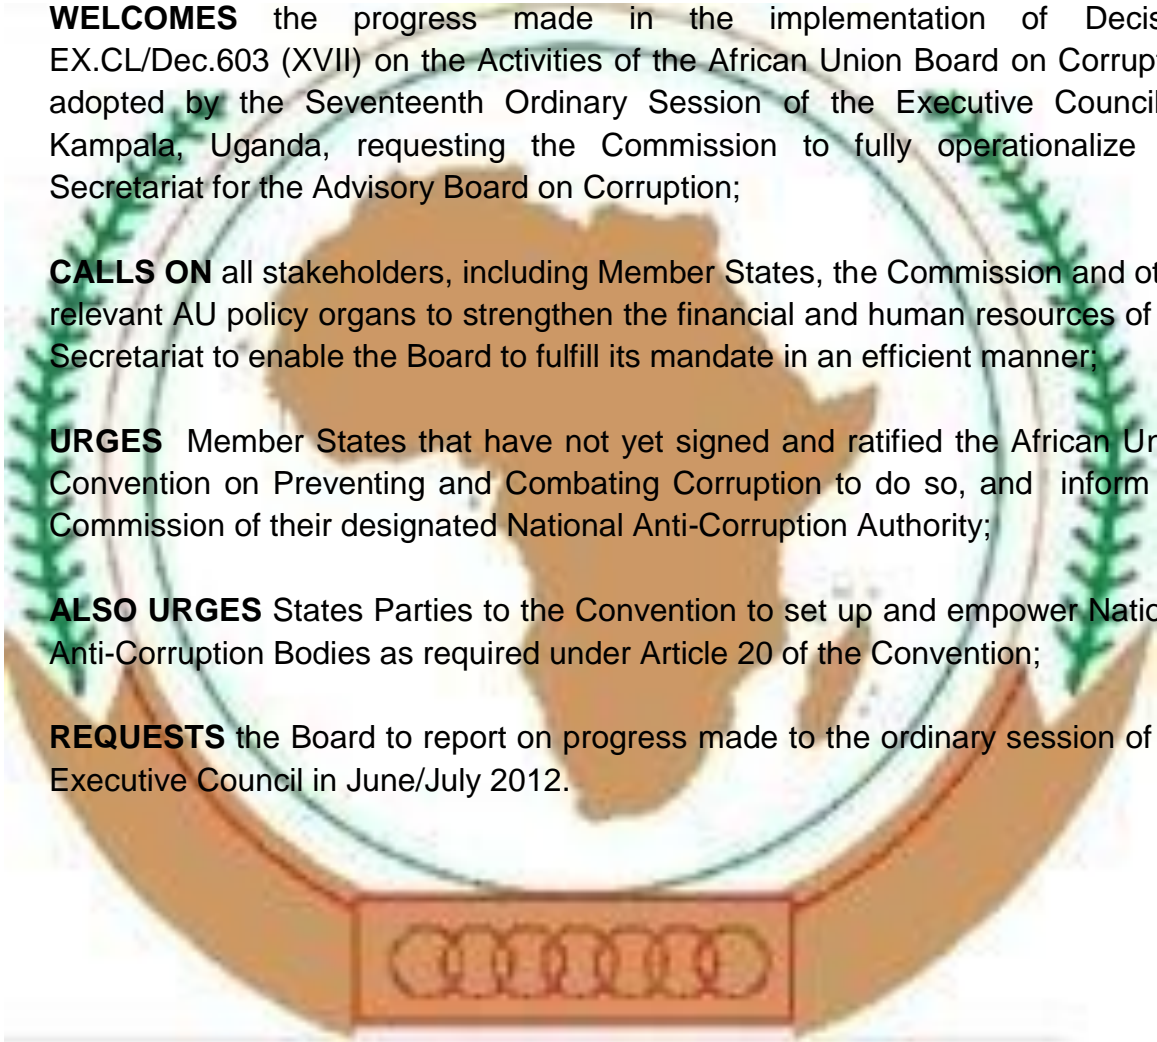 WELCOMES the progress made in the implementation of Decis
EX.CL/Dec.603 (XVII) on the Activities of the African Union Board on Corrupt
adopted by the Seventeenth Ordinary Session of the Executive Council
Kampala, Uganda, requesting the Commission to fully operationalize
Secretariat for the Advisory Board on Corruption;
CALLS ON all stakeholders, including Member States, the Commission and ot
relevant AU policy organs to strengthen the financial and human resources of
Secretariat to enable the Board to fulfill its mandate in an efficient manner;
URGES Member States that have not yet signed and ratified the African Un
Convention on Preventing and Combating Corruption to do so, and inform
Commission of their designated National Anti-Corruption Authority;
ALSO URGES States Parties to the Convention to set up and empower Natio
Anti-Corruption Bodies as required under Article 20 of the Convention;
REQUESTS the Board to report on progress made to the ordinary session of
Executive Council in June/July 2012.